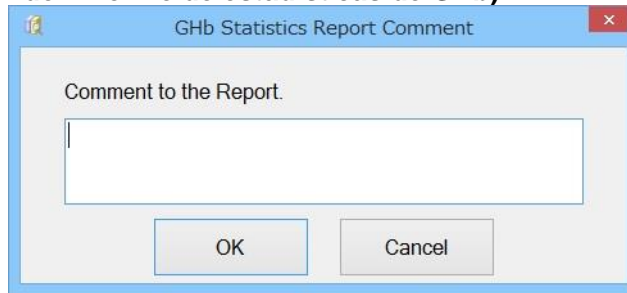 GHb Statistics Report Comment
Comment to the Report.
OK
Cancel